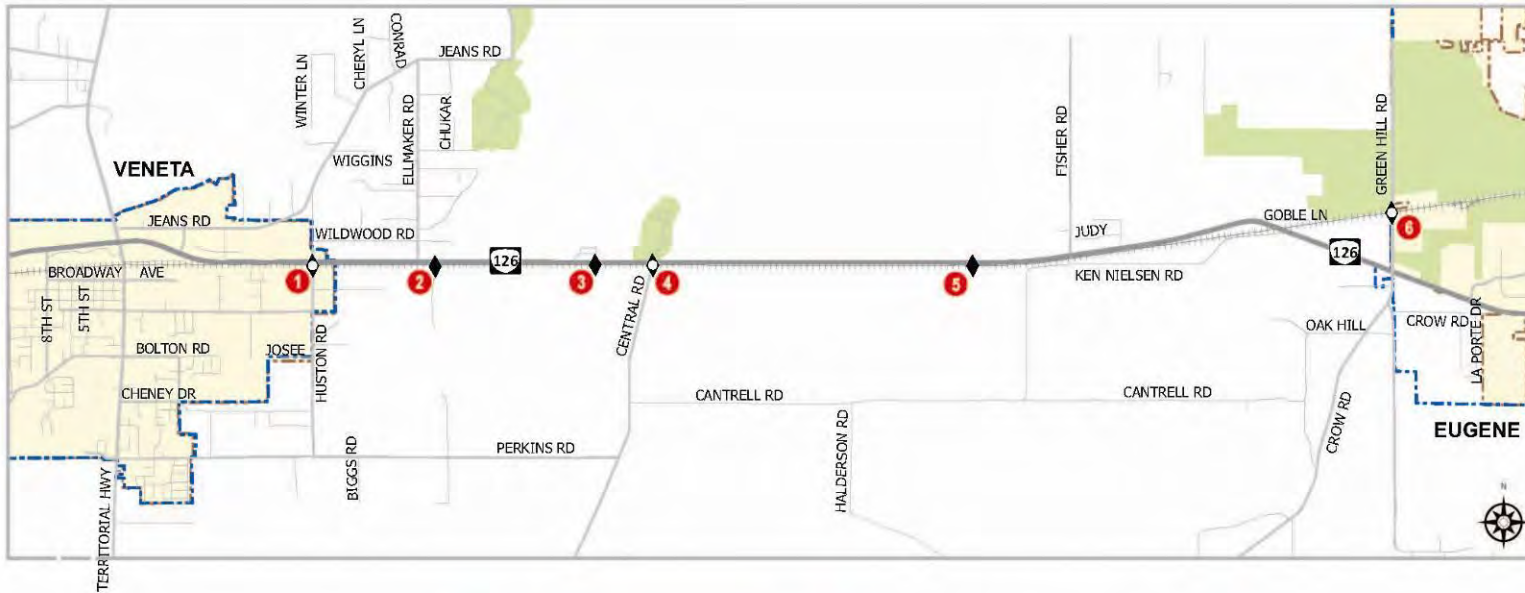 CONRAD
CHERYL LN
JEANS RD
WINTER LN
CHUKAR
ELLMAKER RD
FISHER RD
GREEN HILL RD
WIGGINS
VENETA
JEANS RD
WILDWOOD RD
GOBLE LN
6
JUDY
126
126
BROADWAY AVE
1
2
3
4
5
KEN NIELSEN RD
8TH ST
5TH ST
CENTRAL RD
OAK HILL
CROW RD
LA PORTE DR
BOLTON RD
JOSEE
HUSTON RD
CHENEY DR
CANTRELL RD
CANTRELL RD
CROW RD
EUGENE
HALDERSON RD
PERKINS RD
BIGGS RD
TERRITORIAL HWY
N